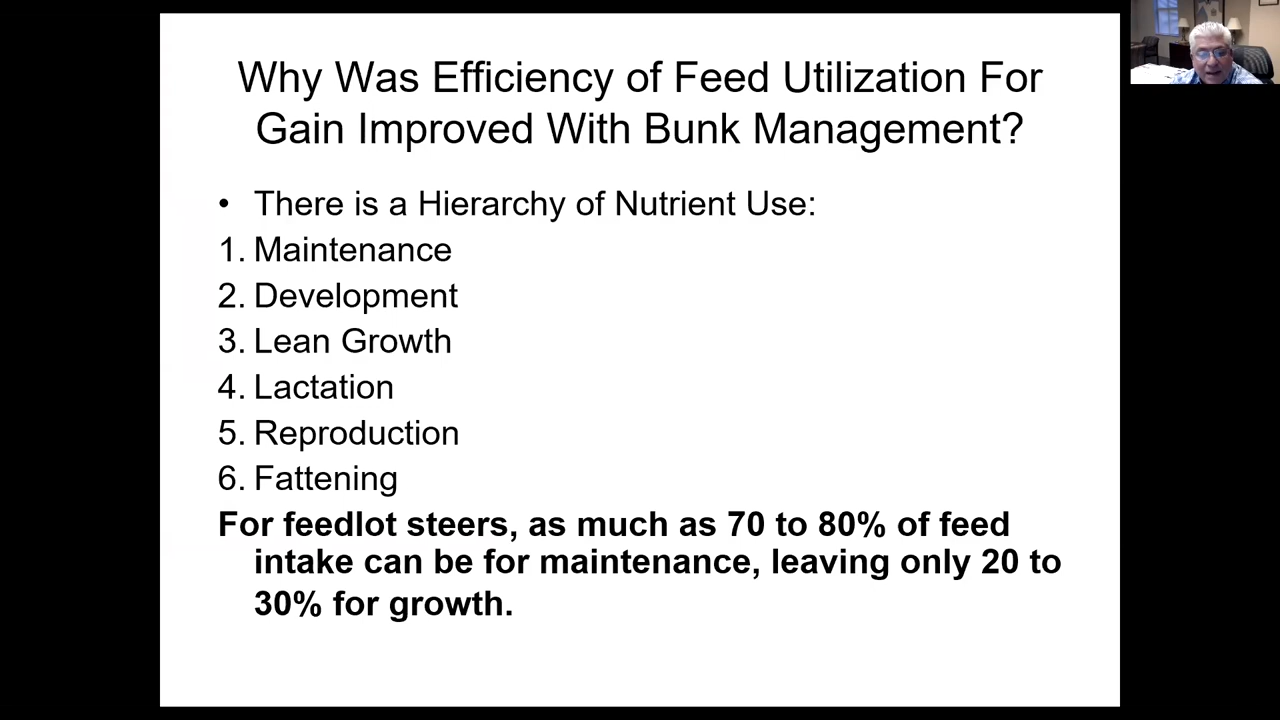 Why Was Efficiency of Feed Utilization For
Gain Improved With Bunk Management?
• There is a Hierarchy of Nutrient Use:
1. Maintenance
2. Development
3. Lean Growth
4. Lactation
5. Reproduction
6. Fattening
For feedlot steers, as much as 70 to 80% of feed
intake can be for maintenance, leaving only 20 to
30% for growth.